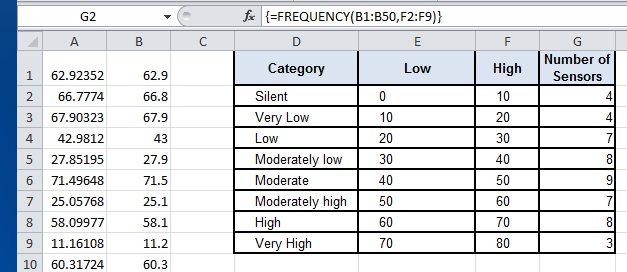 G2 fx {=FREQUENCY(B1:B50,F2:F9)}
A B C D E F G
1 62.92352 62.9 Category Low High Number of
Sensors
2 66.7774 66.8 Silent 0 10 4
3 67.90323 67.9 Very Low 10 20 4
4 42.9812 43 Low 20 30 7
5 27.85195 27.9 Moderately low 30 40 8
6 71.49648 71.5 Moderate 40 50 9
7 25.05768 25.1 Moderately high 50 60 7
8 58.09977 58.1 High 60 70 8
9 11.16108 11.2 Very High 70 80 3
10 60.31724 60.3